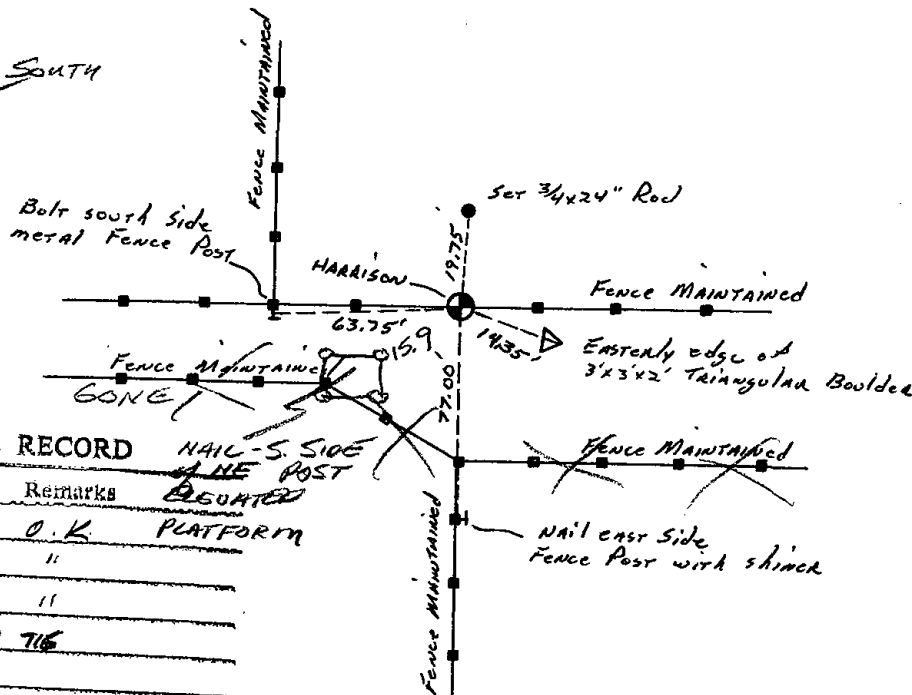 SOUTH
Fence Maintained
Set 3/4x24" Rod
Bolt south side
metal Fence Post
19.75
HARRISON
Fence Maintained
63.75'
14.35'
Easterly edge of
3'x3'x2' Triangular Boulder
15.9
Fence Maintaine
GONE
77.00
RECORD
NAIL-S. SIDE
NE POST
Fence Maintained
Remarks
ELEVATED
O.K.
PLATFORM
"
"
Nail east Side
Fence Post with shiner
Fence Maintained